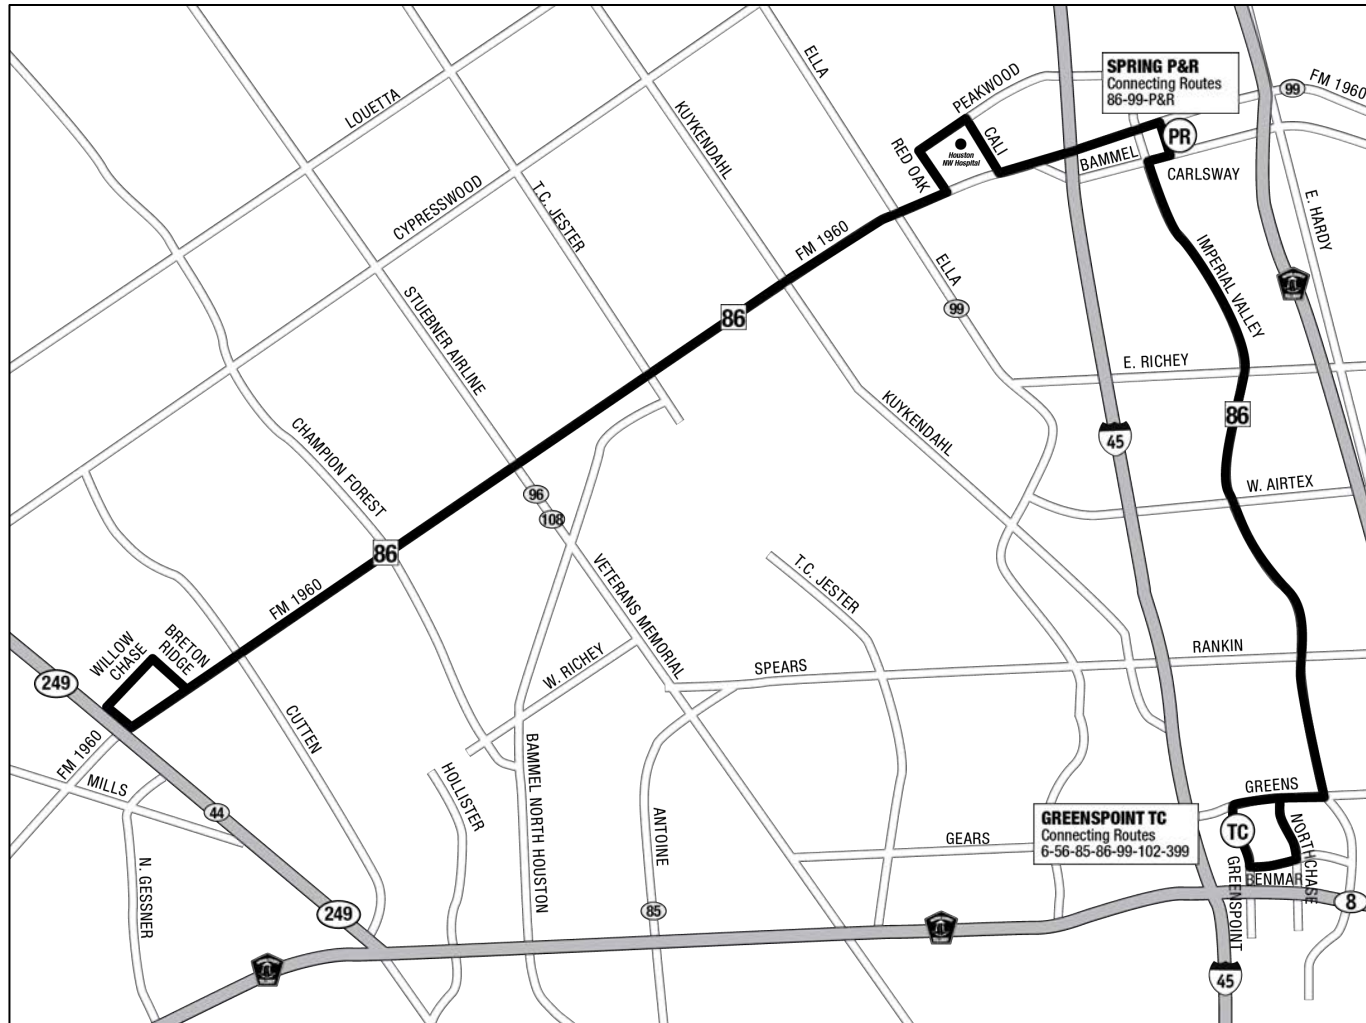 SPRING P&R
Connecting Routes
86-99-P&R
PR
99
FM 1960
ELLA
PEAKWOOD
LOUETTA
KUYKENDAHL
CALI
RED OAK
Houston
NW Hospital
BAMMEL
CARLSWAY
CYPRESSWOOD
T.C. JESTER
E. HARDY
FM 1960
IMPERIAL VALLEY
ELLA
99
STUEBNER AIRLINE
86
E. RICHEY
KUYKENDAHL
86
45
CHAMPION FOREST
W. AIRTEX
96
108
86
VETERANS MEMORIAL
T.C. JESTER
FM 1960
WILLOW
CHASE
BRETON
RIDGE
W. RICHEY
SPEARS
RANKIN
249
CUTTEN
FM 1960
BAMMEL NORTH HOUSTON
MILLS
HOLLISTER
GREENS
44
ANTOINE
GREENSPOINT TC
Connecting Routes
6-56-85-86-99-102-399
TC
NORTHCHASE
GEARS
N. GESSNER
GREENSPOINT
BENMAR
249
85
8
45